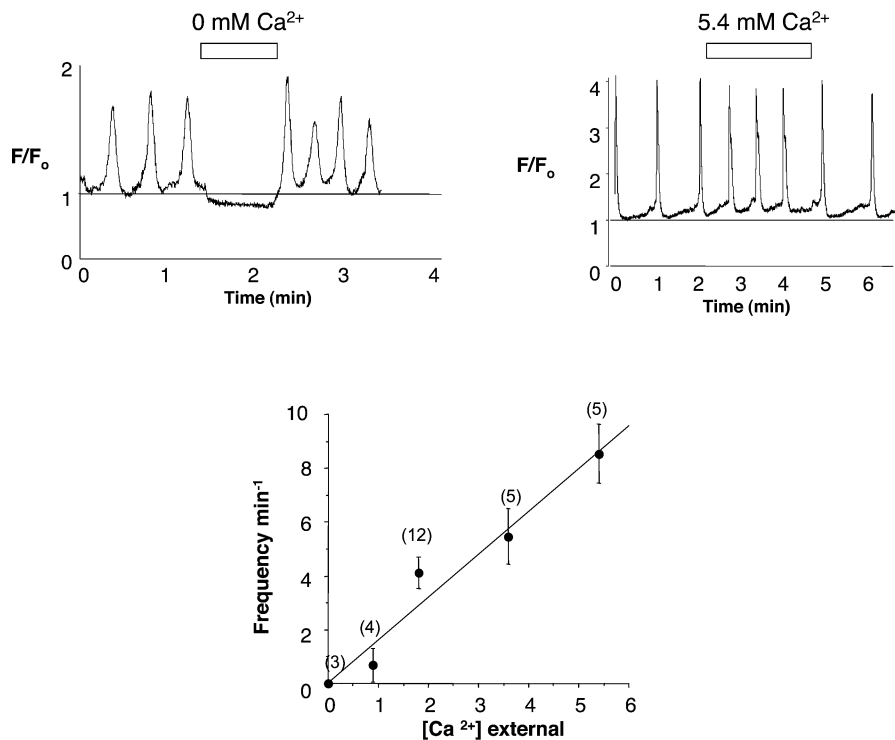 0 mM Ca²⁺
2
F/Fₒ
1
0
0 1 2 3 4
Time (min)
5.4 mM Ca²⁺
4
3
F/Fₒ
2
1
0
0 1 2 3 4 5 6
Time (min)
10
(5)
8
(5)
6
(12)
Frequency min⁻¹
4
(4)
2
(3)
0
0 1 2 3 4 5 6
[Ca ²⁺] external